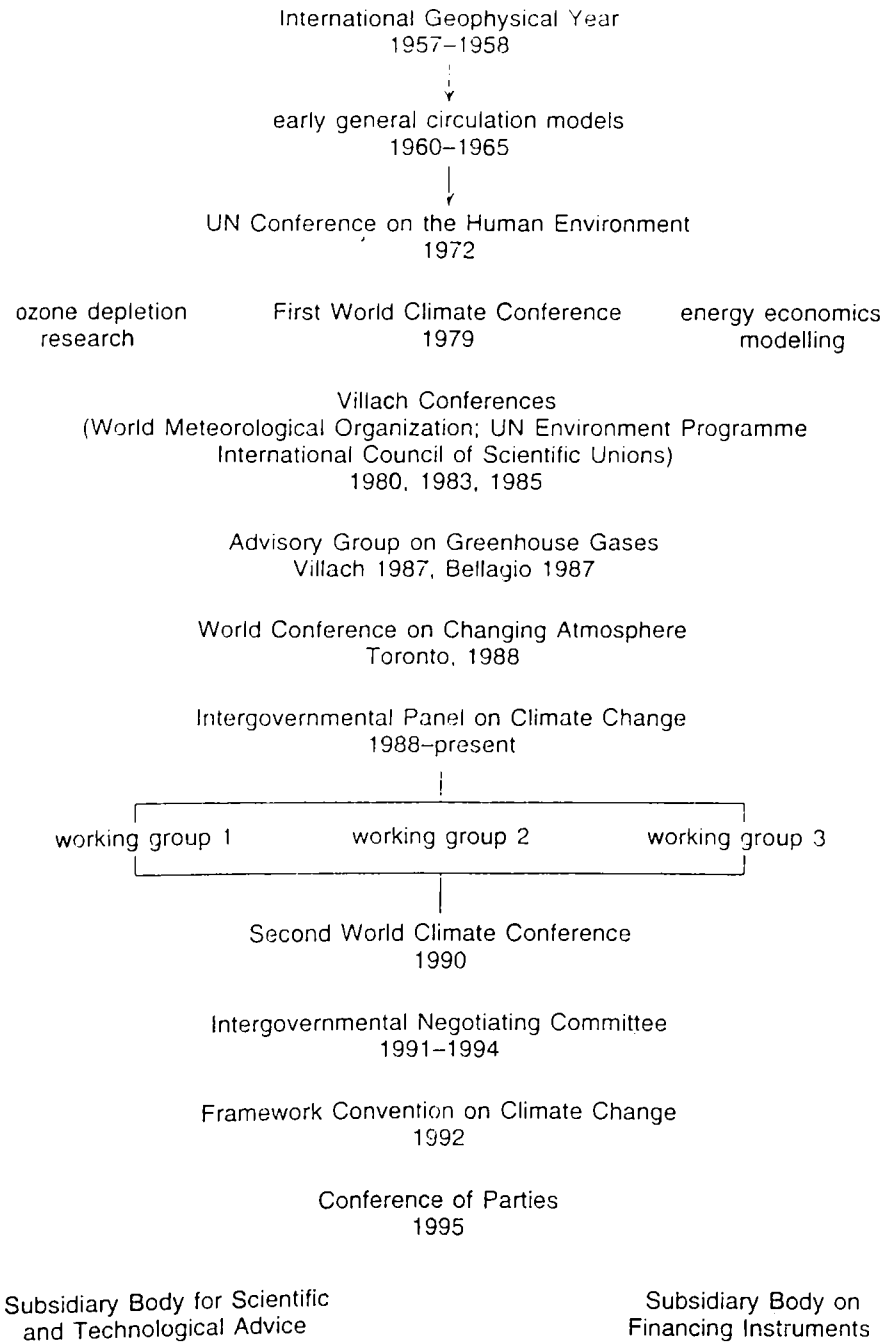 International Geophysical Year
1957–1958
early general circulation models
1960–1965
UN Conference on the Human Environment
1972
ozone depletion
research
First World Climate Conference
1979
energy economics
modelling
Villach Conferences
(World Meteorological Organization; UN Environment Programme
International Council of Scientific Unions)
1980, 1983, 1985
Advisory Group on Greenhouse Gases
Villach 1987, Bellagio 1987
World Conference on Changing Atmosphere
Toronto, 1988
Intergovernmental Panel on Climate Change
1988–present
working group 1
working group 2
working group 3
Second World Climate Conference
1990
Intergovernmental Negotiating Committee
1991–1994
Framework Convention on Climate Change
1992
Conference of Parties
1995
Subsidiary Body for Scientific
and Technological Advice
Subsidiary Body on
Financing Instruments